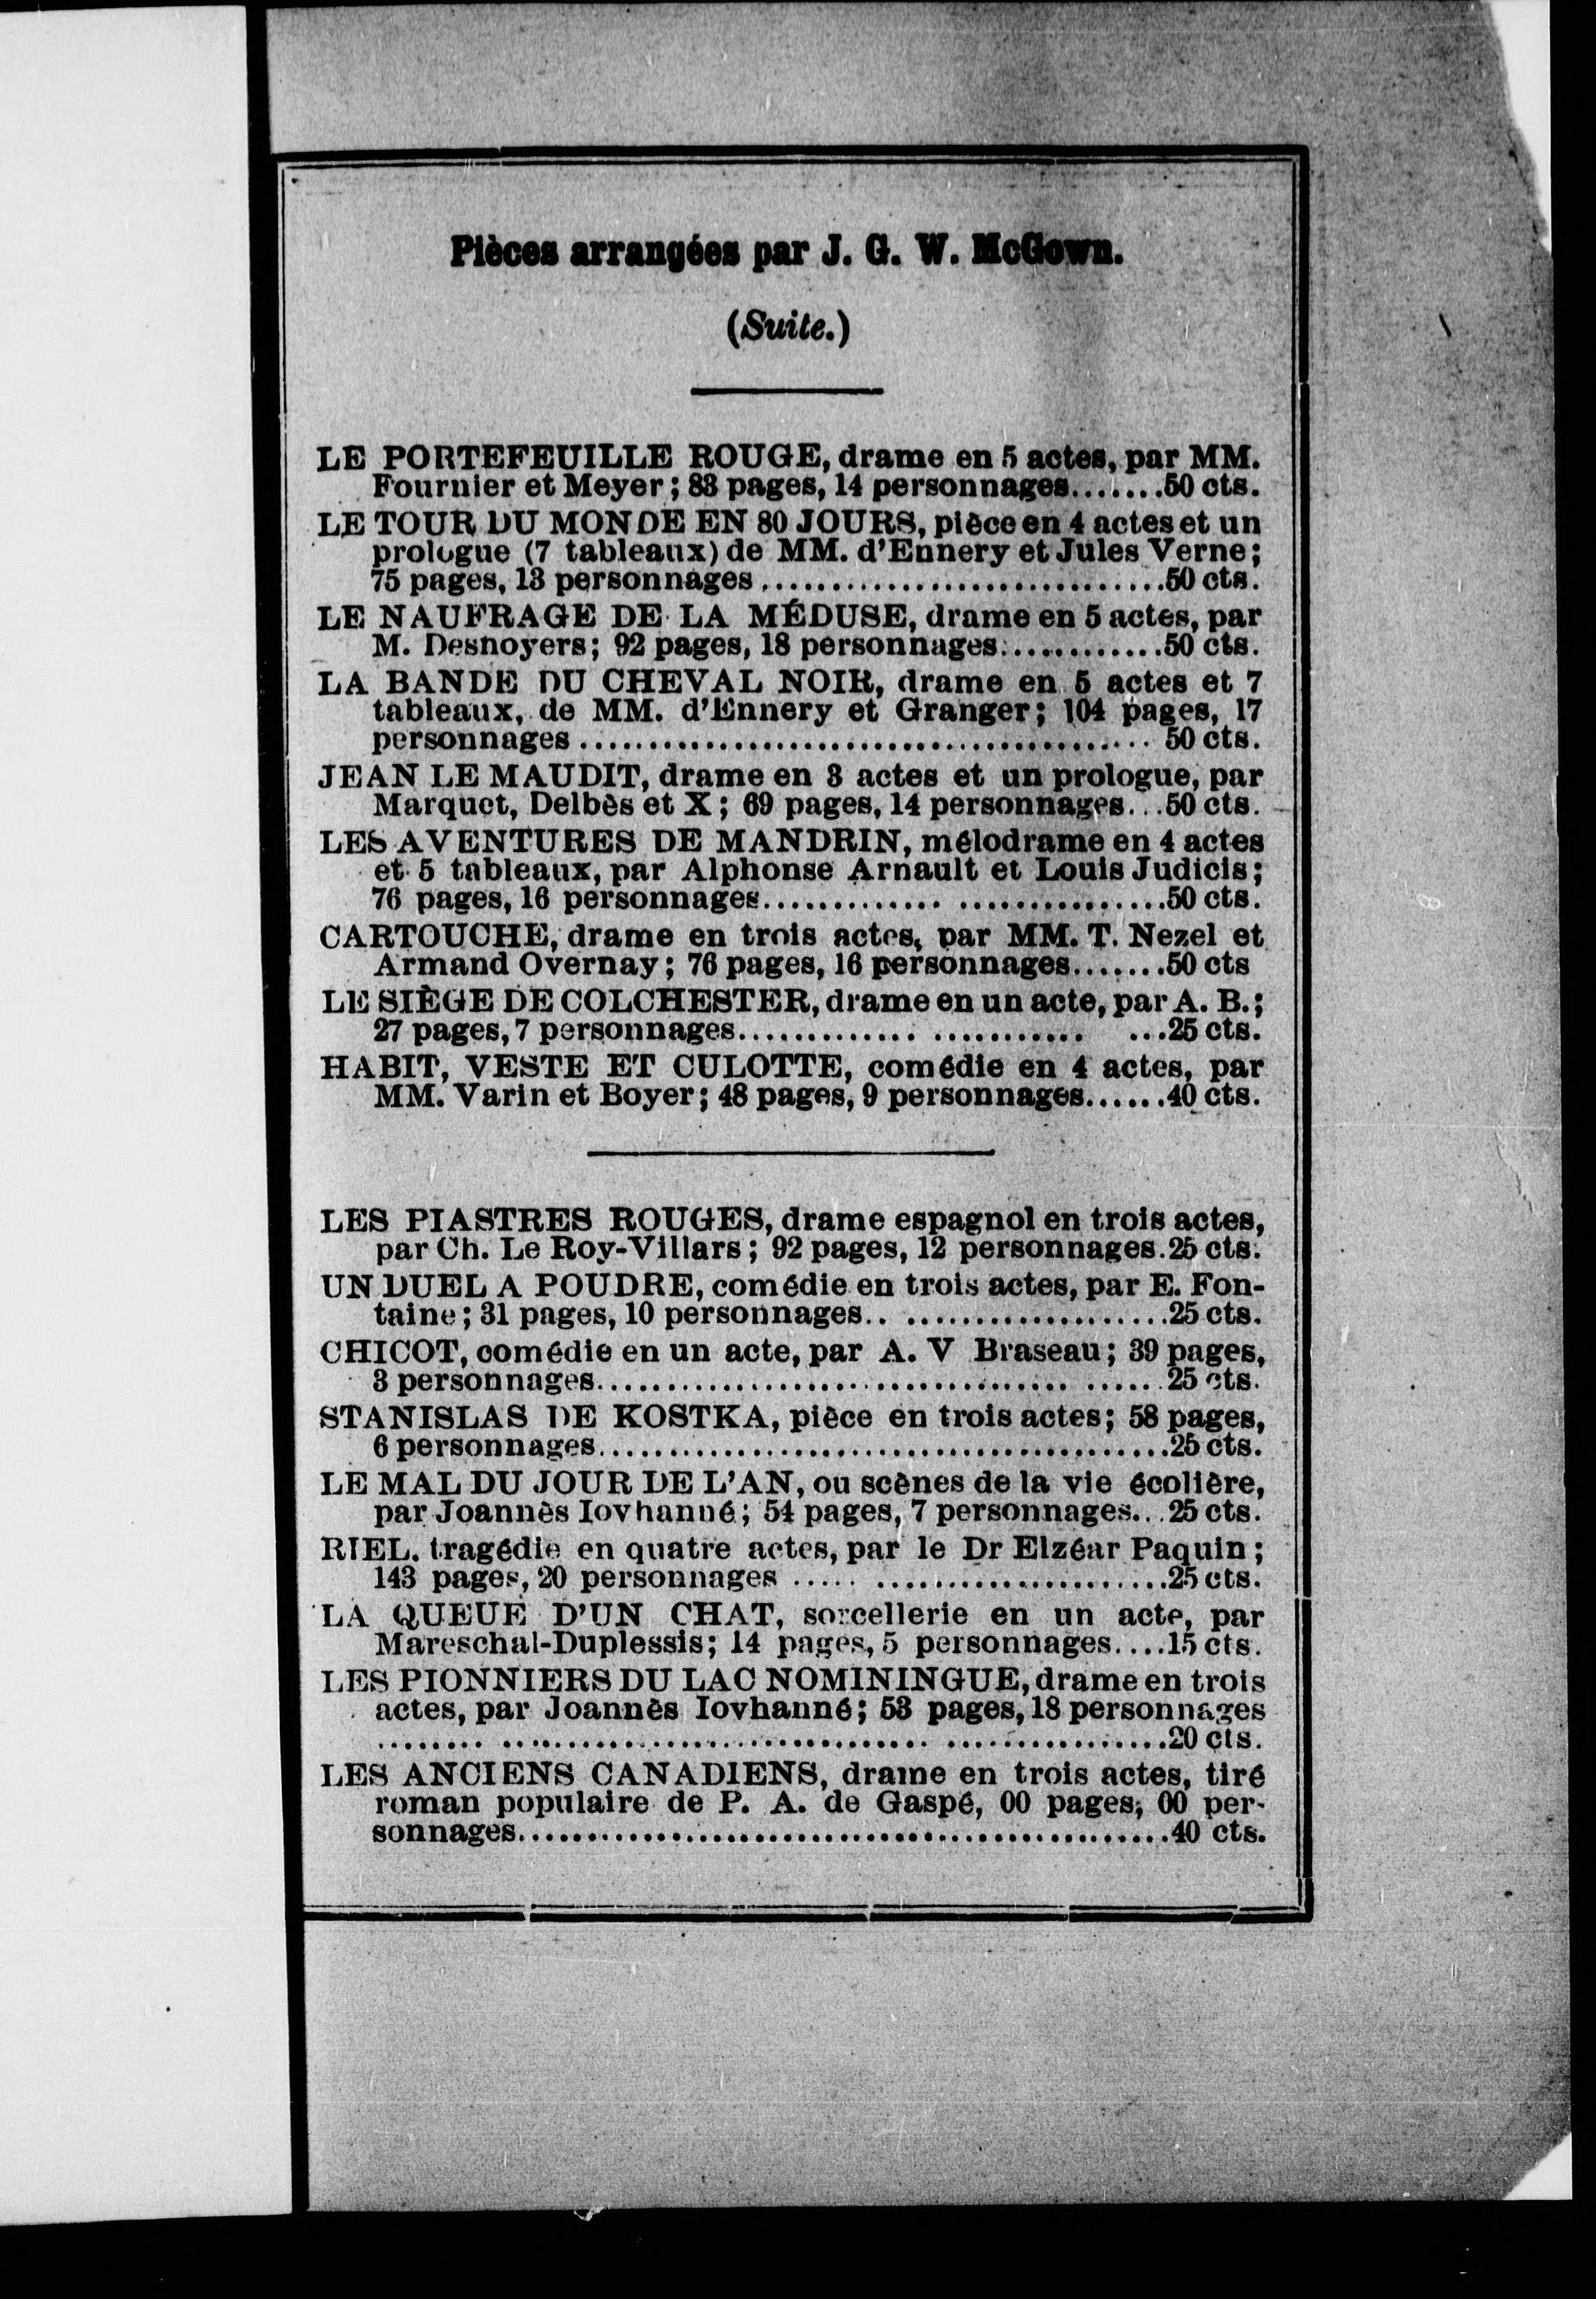 Pièces arrangées par J. G. W. McGown.
(Suite.)
LE PORTEFEUILLE ROUGE, drame en 5 actes, par MM.
Fournier et Meyer; 83 pages, 14 personnages.......50 cts.
LE TOUR DU MONDE EN 80 JOURS, pièce en 4 actes et un
prologue (7 tableaux) de MM. d'Ennery et Jules Verne;
75 pages, 13 personnages..............................50 cts.
LE NAUFRAGE DE LA MÉDUSE, drame en 5 actes, par
M. Desnoyers; 92 pages, 18 personnages............50 cts.
LA BANDE DU CHEVAL NOIR, drame en 5 actes et 7
tableaux, de MM. d'Ennery et Granger; 104 pages, 17
personnages.......................................... 50 cts.
JEAN LE MAUDIT, drame en 3 actes et un prologue, par
Marquet, Delbès et X; 69 pages, 14 personnages...50 cts.
LES AVENTURES DE MANDRIN, mélodrame en 4 actes
et 5 tableaux, par Alphonse Arnault et Louis Judicis;
76 pages, 16 personnages............. ................50 cts.
CARTOUCHE, drame en trois actes, par MM. T. Nezel et
Armand Overnay; 76 pages, 16 personnages.......50 cts
LE SIÈGE DE COLCHESTER, drame en un acte, par A. B.;
27 pages, 7 personnages............. ........... ...25 cts.
HABIT, VESTE ET CULOTTE, comédie en 4 actes, par
MM. Varin et Boyer; 48 pages, 9 personnages......40 cts.
LES PIASTRES ROUGES, drame espagnol en trois actes,
par Ch. Le Roy-Villars; 92 pages, 12 personnages.25 cts.
UN DUEL A POUDRE, comédie en trois actes, par E. Fon-
taine; 31 pages, 10 personnages.. ...................25 cts.
CHICOT, comédie en un acte, par A. V Braseau; 39 pages,
3 personnages.................................. ......25 cts.
STANISLAS DE KOSTKA, pièce en trois actes; 58 pages,
6 personnages..........................................25 cts.
LE MAL DU JOUR DE L'AN, ou scènes de la vie écolière,
par Joannès Iovhanné; 54 pages, 7 personnages...25 cts.
RIEL. tragédie en quatre actes, par le Dr Elzéar Paquin;
143 pages, 20 personnages ..... .....................25 cts.
LA QUEUE D'UN CHAT, sorcellerie en un acte, par
Mareschal-Duplessis; 14 pages, 5 personnages....15 cts.
LES PIONNIERS DU LAC NOMININGUE, drame en trois
actes, par Joannès Iovhanné; 53 pages, 18 personnages
........ ............................... ................20 cts.
LES ANCIENS CANADIENS, drame en trois actes, tiré
roman populaire de P. A. de Gaspé, 00 pages, 00 per-
sonnages................................................40 cts.